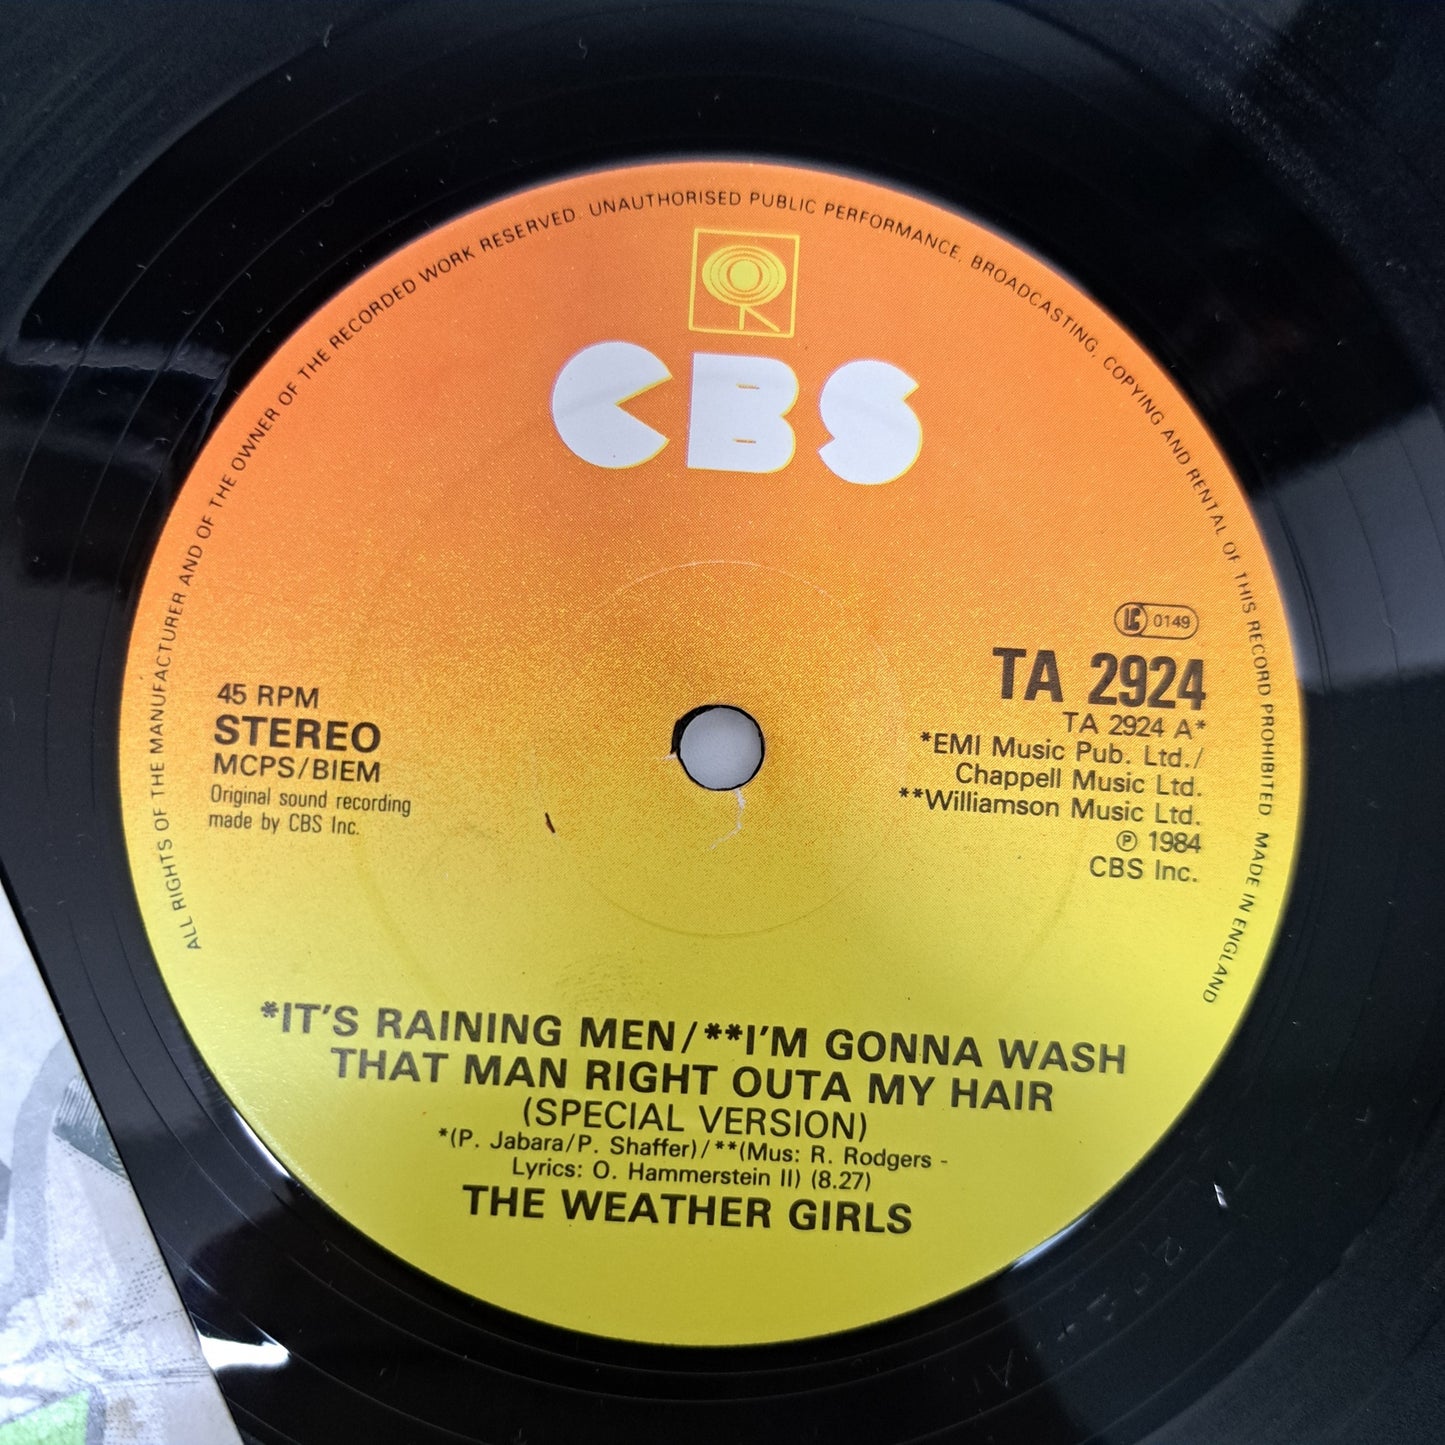 ALL RIGHTS OF THE MANUFACTURER AND OF THE OWNER OF THE RECORDED WORK RESERVED. UNAUTHORISED PUBLIC PERFORMANCE, BROADCASTING, COPYING AND RENTAL OF THIS RECORD PROHIBITED. MADE IN ENGLAND
CBS
LC 0149
45 RPM
STEREO
MCPS/BIEM
Original sound recording
made by CBS Inc.
TA 2924
TA 2924 A*
*EMI Music Pub. Ltd./
Chappell Music Ltd.
**Williamson Music Ltd.
℗ 1984
CBS Inc.
*IT'S RAINING MEN/**I'M GONNA WASH
THAT MAN RIGHT OUTA MY HAIR
(SPECIAL VERSION)
*(P. Jabara/P. Shaffer)/**(Mus: R. Rodgers -
Lyrics: O. Hammerstein II) (8.27)
THE WEATHER GIRLS